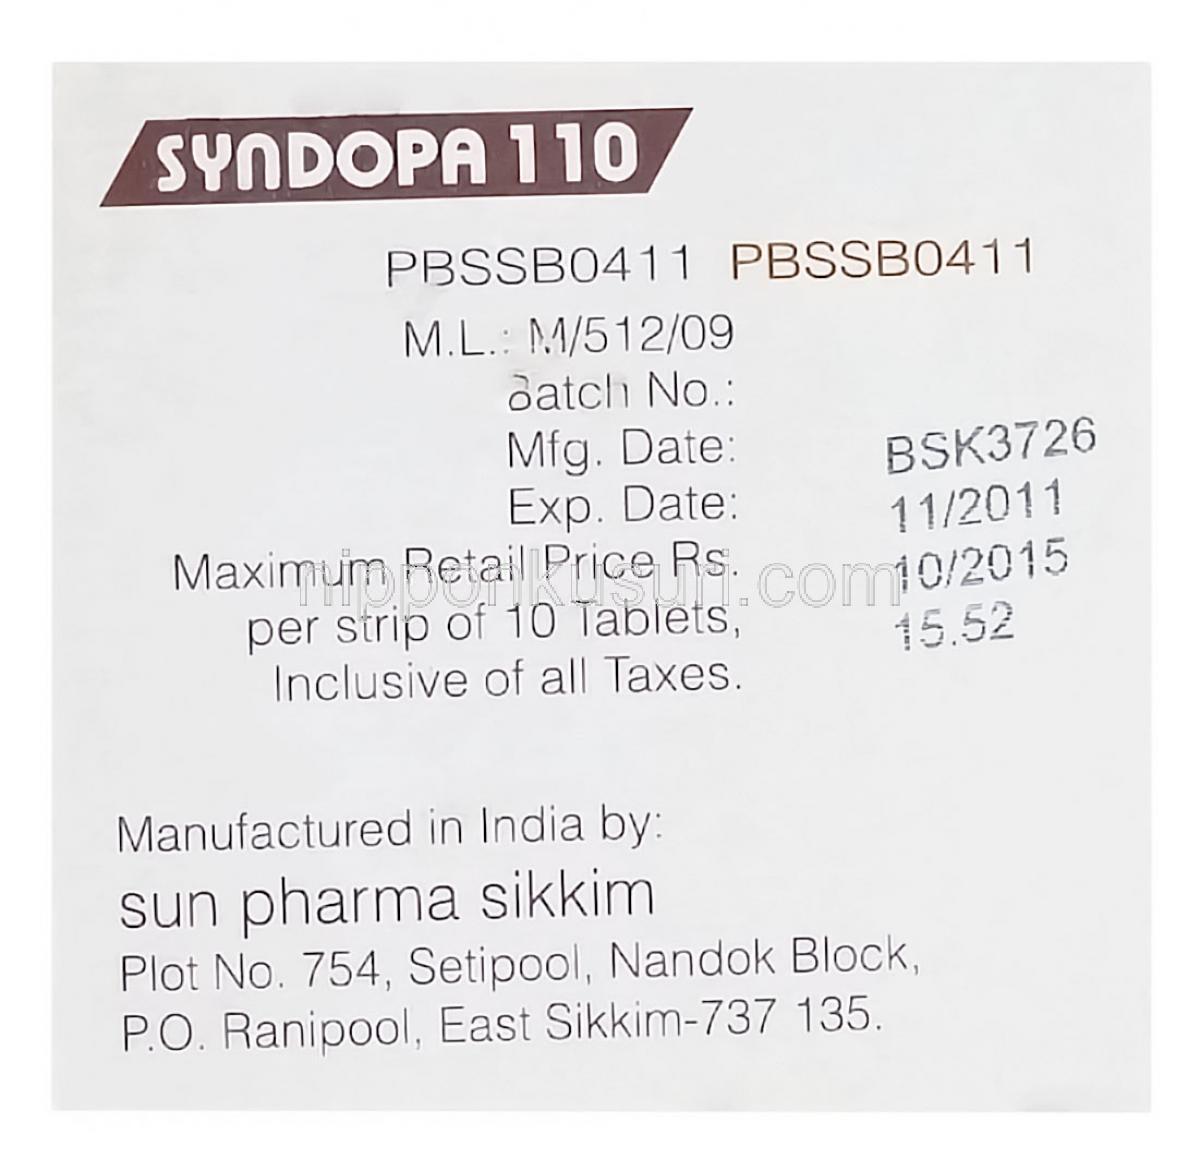 SYNDOPA 110
PBSSB0411 PBSSB0411
M.L.: M/512/09
Batch No.:
Mfg. Date: BSK3726
Exp. Date: 11/2011
Maximum Retail Price Rs. 10/2015
per strip of 10 Tablets, 15.52
Inclusive of all Taxes.
nipponkusuri.com
Manufactured in India by:
sun pharma sikkim
Plot No. 754, Setipool, Nandok Block,
P.O. Ranipool, East Sikkim-737 135.